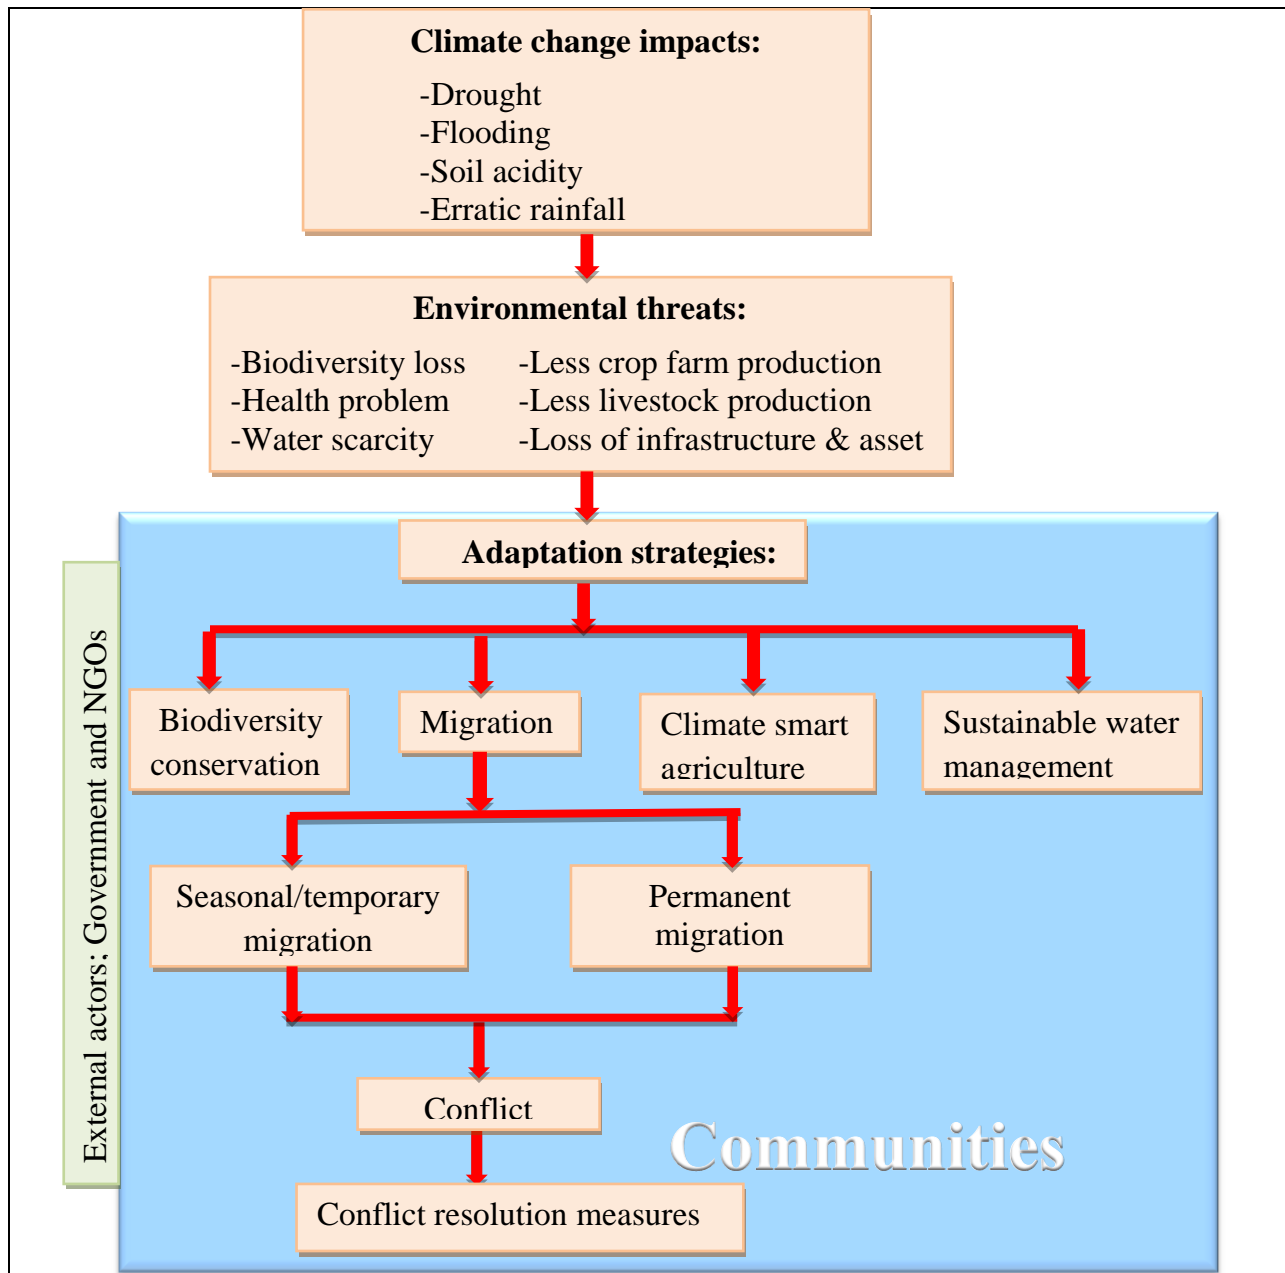 Climate change impacts:
-Drought
-Flooding
-Soil acidity
-Erratic rainfall
Environmental threats:
-Biodiversity loss
-Health problem
-Water scarcity
-Less crop farm production
-Less livestock production
-Loss of infrastructure & asset
External actors: Government and NGOs
Adaptation strategies:
Biodiversity
conservation
Migration
Climate smart
agriculture
Sustainable water
management
Seasonal/temporary
migration
Permanent
migration
Conflict
Communities
Conflict resolution measures